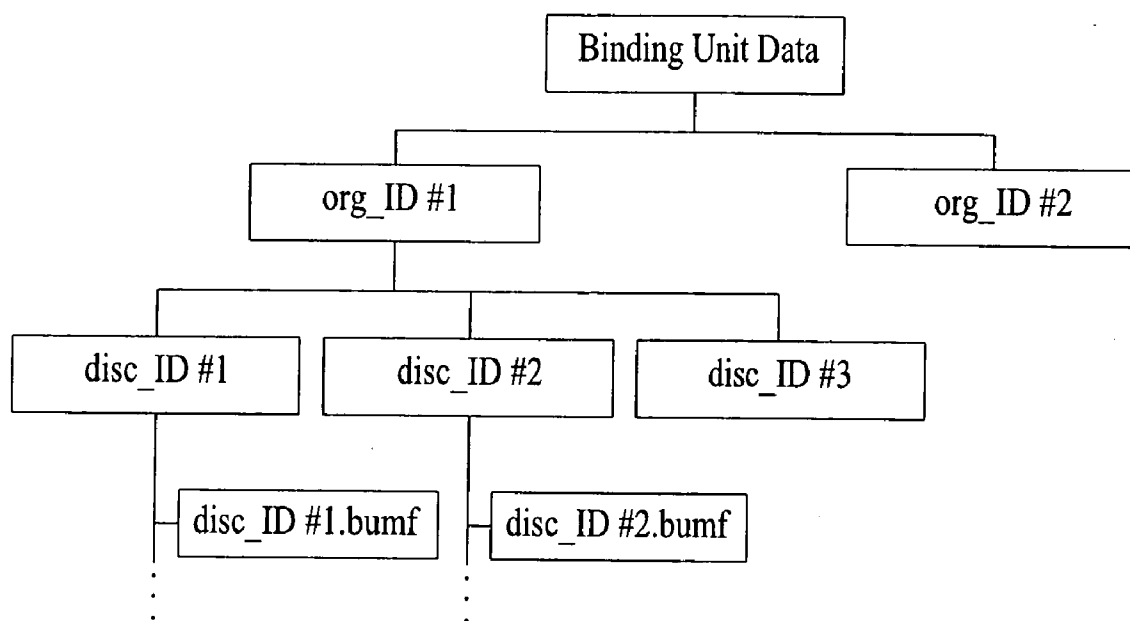 Binding Unit Data
org_ID #1
org_ID #2
disc_ID #1
disc_ID #2
disc_ID #3
disc_ID #1.bumf
disc_ID #2.bumf